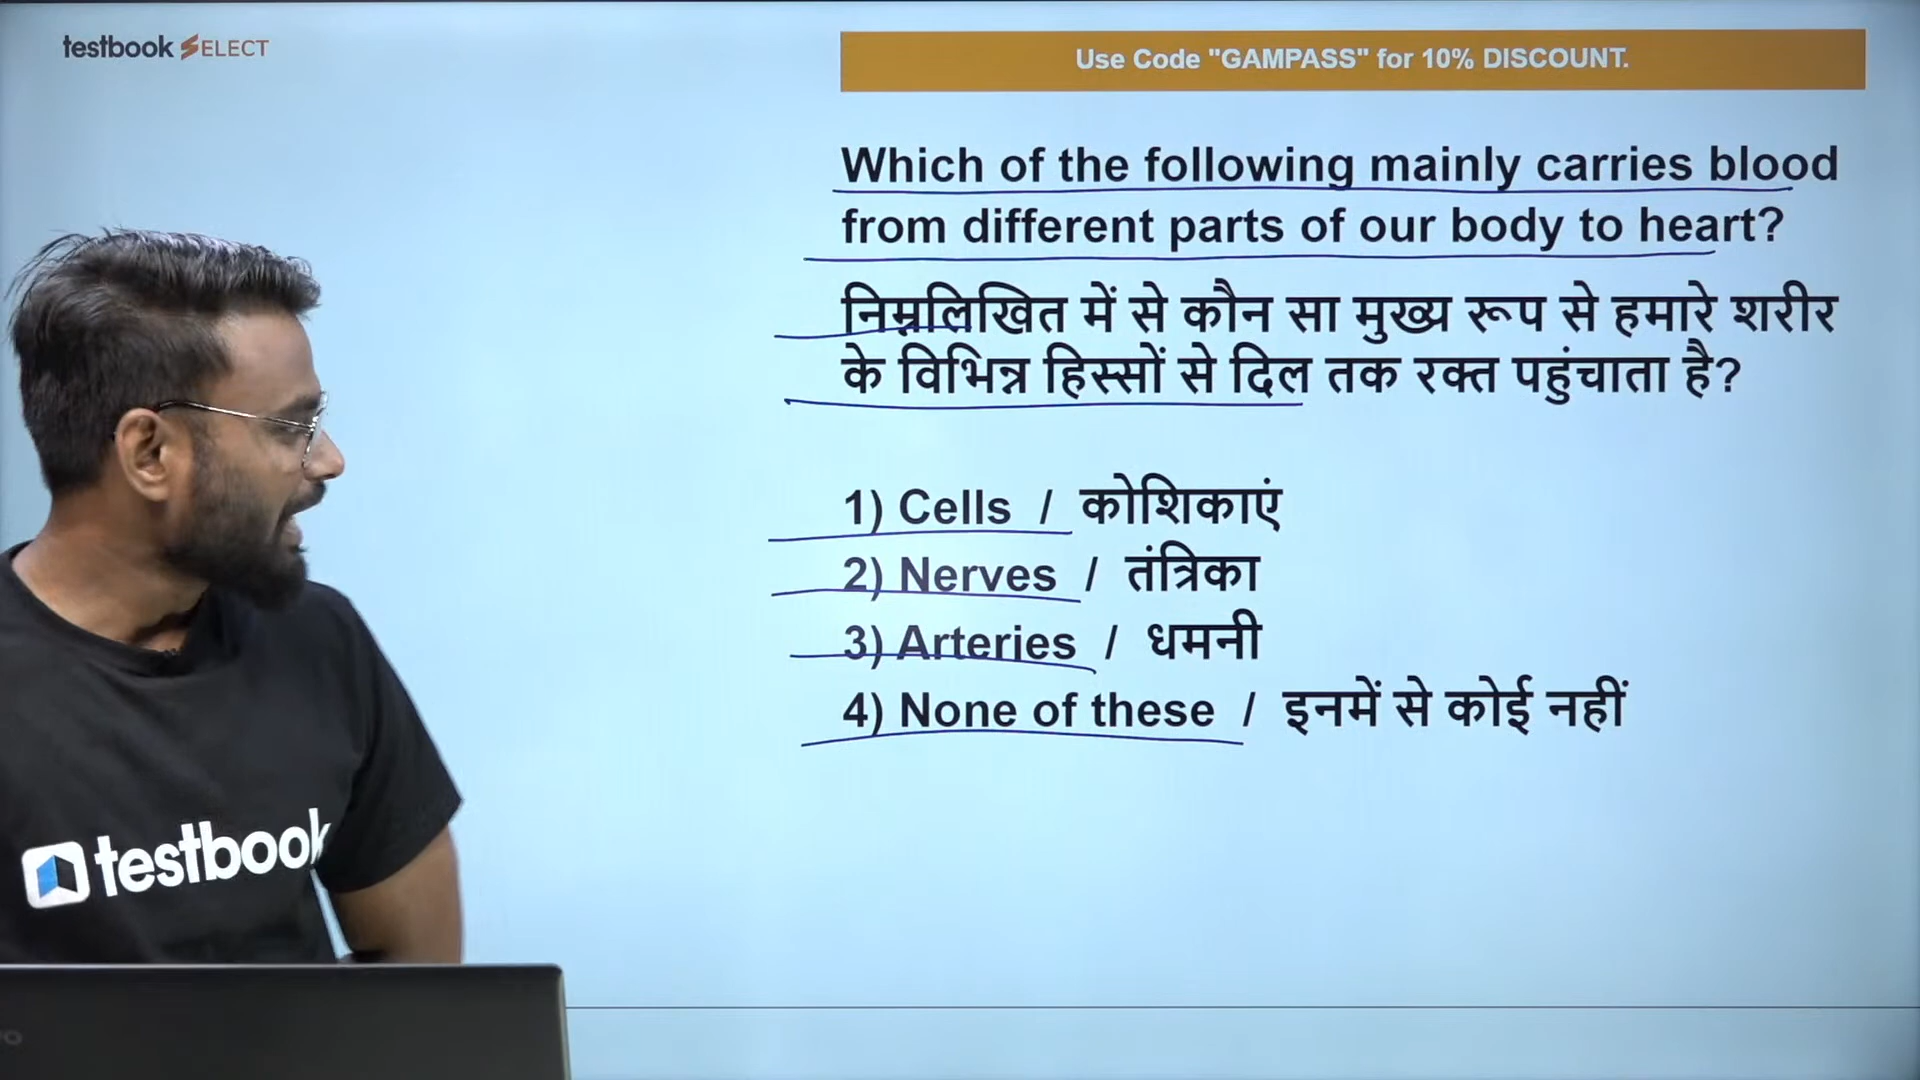 testbook SELECT
Use Code "GAMPASS" for 10% DISCOUNT.
Which of the following mainly carries blood
from different parts of our body to heart?
निम्नलिखित में से कौन सा मुख्य रूप से हमारे शरीर
के विभिन्न हिस्सों से दिल तक रक्त पहुंचाता है?
1) Cells / कोशिकाएं
2) Nerves / तंत्रिका
3) Arteries / धमनी
4) None of these / इनमें से कोई नहीं
testbook